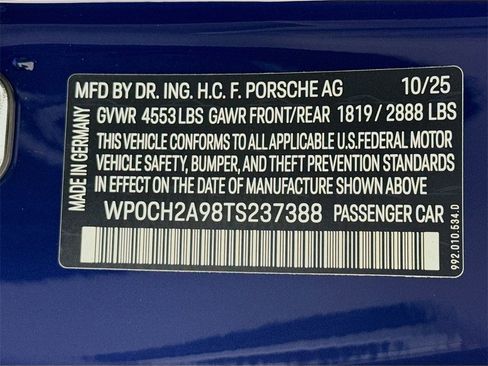 MFD BY DR. ING. H.C. F. PORSCHE AG 10/25
GVWR 4553 LBS GAWR FRONT/REAR 1819 / 2888 LBS
THIS VEHICLE CONFORMS TO ALL APPLICABLE U.S.FEDERAL MOTOR
VEHICLE SAFETY, BUMPER, AND THEFT PREVENTION STANDARDS
IN EFFECT ON THE DATE OF MANUFACTURE SHOWN ABOVE
WP0CH2A98TS237388 PASSENGER CAR
MADE IN GERMANY
992.010.534.D